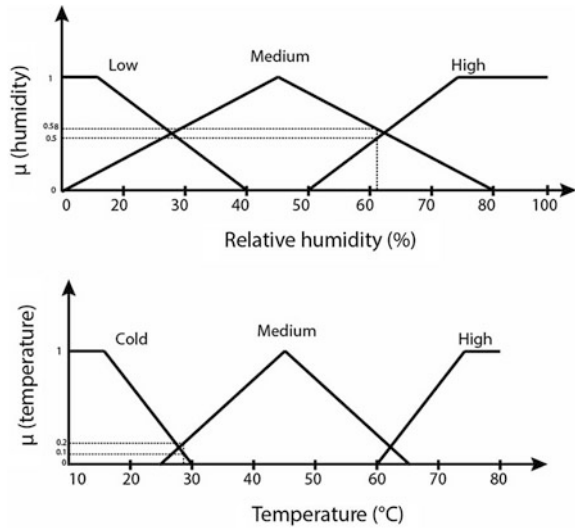 Low
Medium
High
1
0.58
0.5
0
μ (humidity)
0 20 30 40 50 60 70 80 100
Relative humidity (%)
Cold
Medium
High
1
0.2
0.1
0
μ (temperature)
10 20 30 40 50 60 70 80
Temperature (°C)